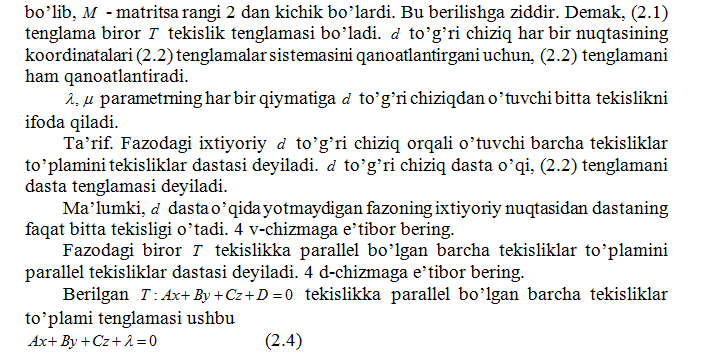 bo’lib, M - matritsa rangi 2 dan kichik bo’lardi. Bu berilishga ziddir. Demak, (2.1)
tenglama biror T tekislik tenglamasi bo’ladi. d to’g’ri chiziq har bir nuqtasining
koordinatalari (2.2) tenglamalar sistemasini qanoatlantirgani uchun, (2.2) tenglamani
ham qanoatlantiradi.
λ, μ parametrning har bir qiymatiga d to’g’ri chiziqdan o’tuvchi bitta tekislikni
ifoda qiladi.
Ta’rif. Fazodagi ixtiyoriy d to’g’ri chiziq orqali o’tuvchi barcha tekisliklar
to’plamini tekisliklar dastasi deyiladi. d to’g’ri chiziq dasta o’qi, (2.2) tenglamani
dasta tenglamasi deyiladi.
Ma’lumki, d dasta o’qida yotmaydigan fazoning ixtiyoriy nuqtasidan dastaning
faqat bitta tekisligi o’tadi. 4 v-chizmaga e’tibor bering.
Fazodagi biror T tekislikka parallel bo’lgan barcha tekisliklar to’plamini
parallel tekisliklar dastasi deyiladi. 4 d-chizmaga e’tibor bering.
Berilgan T : Ax + By + Cz + D = 0 tekislikka parallel bo’lgan barcha tekisliklar
to’plami tenglamasi ushbu
Ax + By + Cz + λ = 0 (2.4)